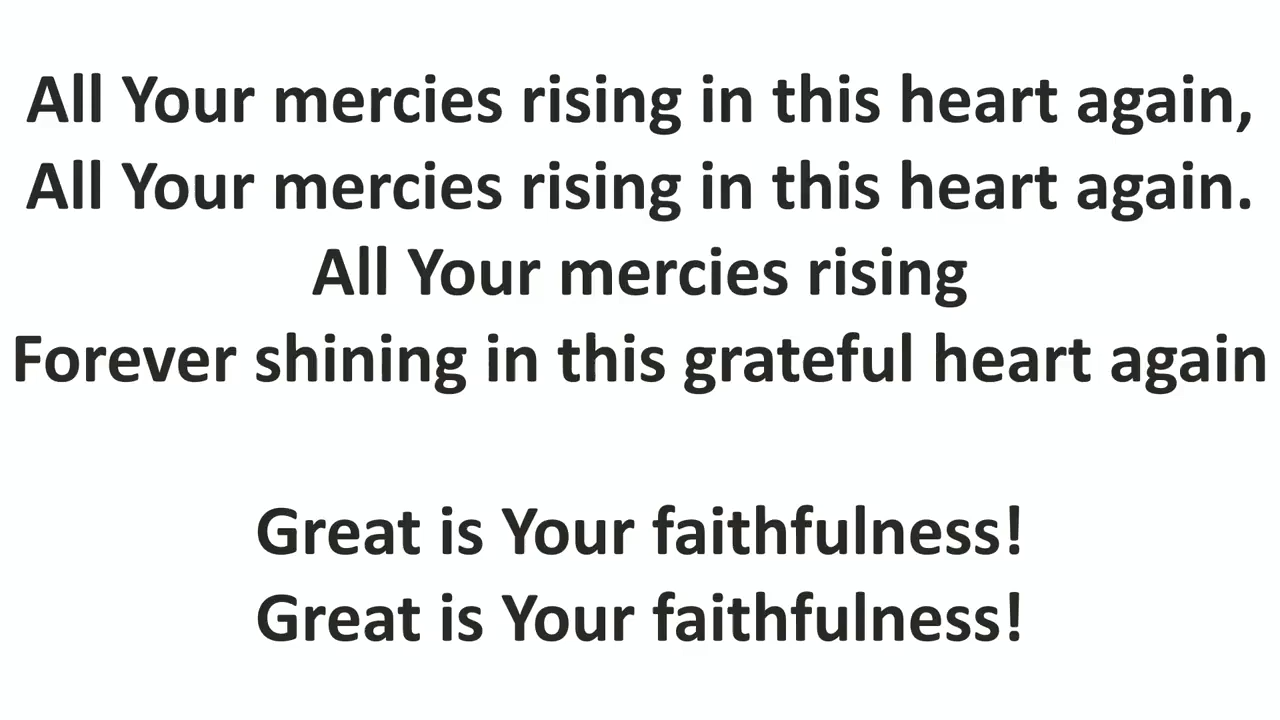 All Your mercies rising in this heart again,
All Your mercies rising in this heart again.
All Your mercies rising
Forever shining in this grateful heart again
Great is Your faithfulness!
Great is Your faithfulness!